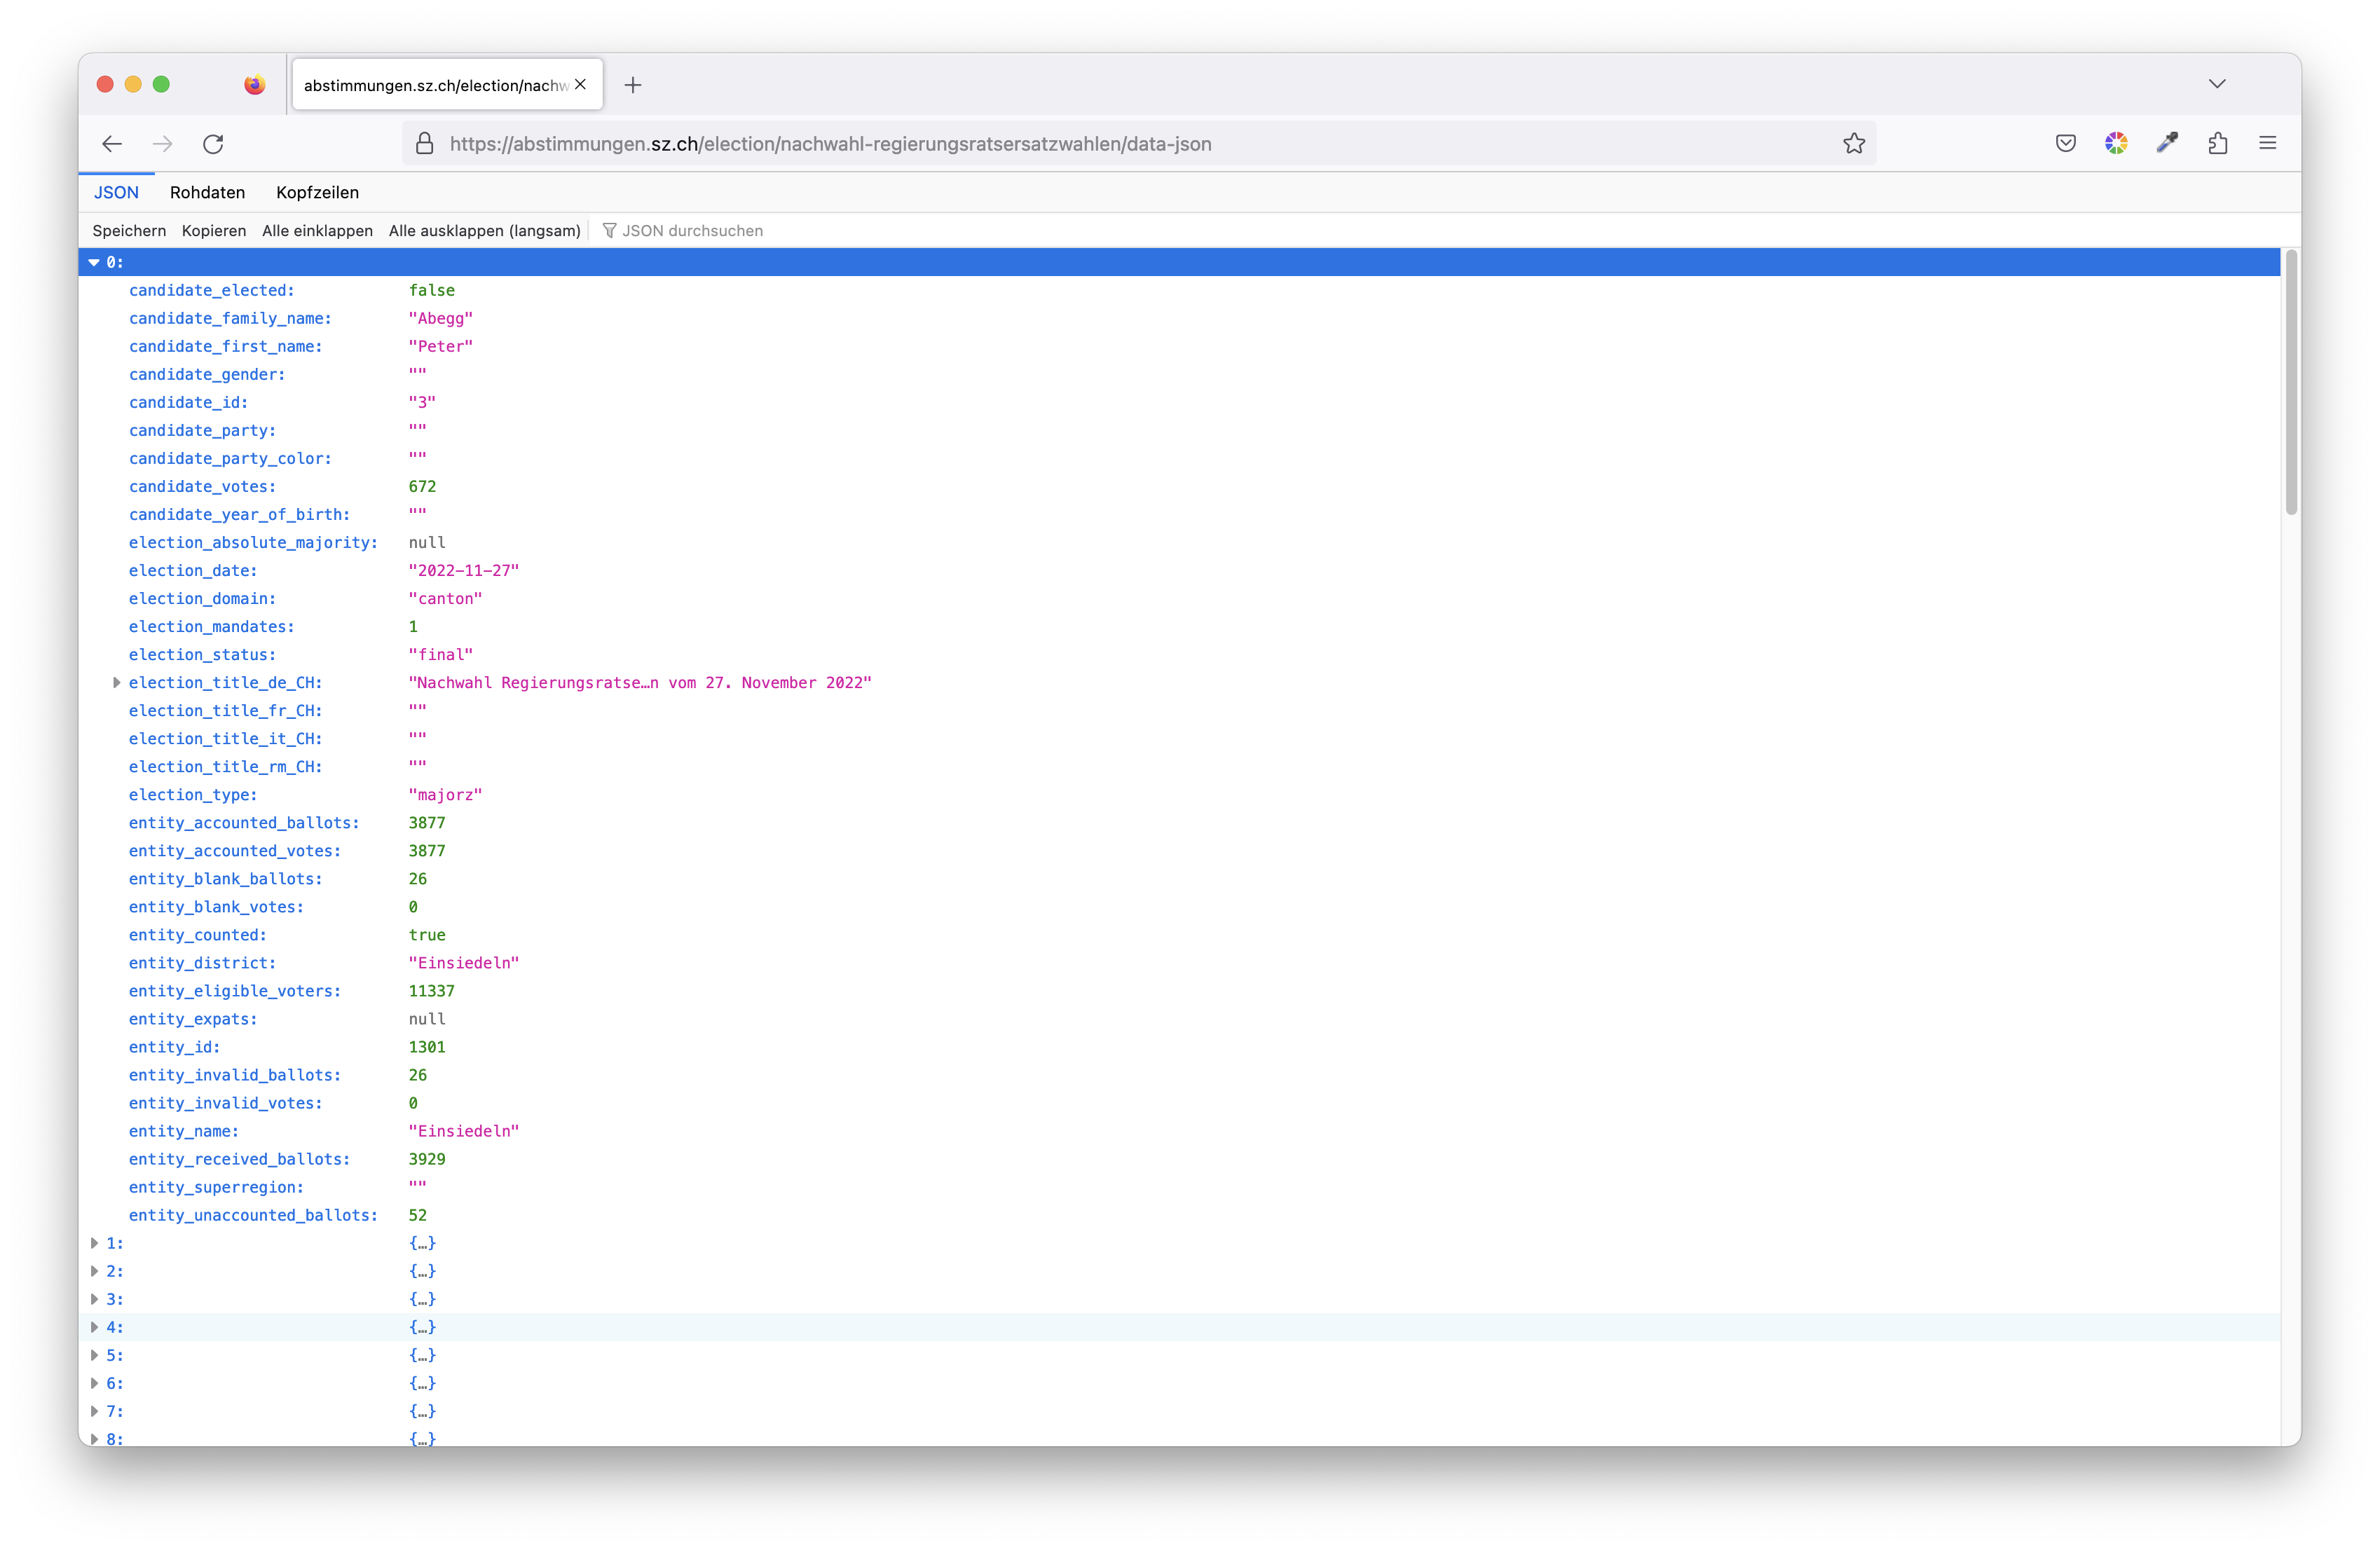 abstimmungen.sz.ch/election/nachw
https://abstimmungen.sz.ch/election/nachwahl-regierungsratsersatzwahlen/data-json
JSON Rohdaten Kopfzeilen
Speichern Kopieren Alle einklappen Alle ausklappen (langsam) JSON durchsuchen
0:
candidate_elected: false
candidate_family_name: "Abegg"
candidate_first_name: "Peter"
candidate_gender: ""
candidate_id: "3"
candidate_party: ""
candidate_party_color: ""
candidate_votes: 672
candidate_year_of_birth: ""
election_absolute_majority: null
election_date: "2022-11-27"
election_domain: "canton"
election_mandates: 1
election_status: "final"
election_title_de_CH: "Nachwahl Regierungsratse…n vom 27. November 2022"
election_title_fr_CH: ""
election_title_it_CH: ""
election_title_rm_CH: ""
election_type: "majorz"
entity_accounted_ballots: 3877
entity_accounted_votes: 3877
entity_blank_ballots: 26
entity_blank_votes: 0
entity_counted: true
entity_district: "Einsiedeln"
entity_eligible_voters: 11337
entity_expats: null
entity_id: 1301
entity_invalid_ballots: 26
entity_invalid_votes: 0
entity_name: "Einsiedeln"
entity_received_ballots: 3929
entity_superregion: ""
entity_unaccounted_ballots: 52
1: {…}
2: {…}
3: {…}
4: {…}
5: {…}
6: {…}
7: {…}
8: {…}